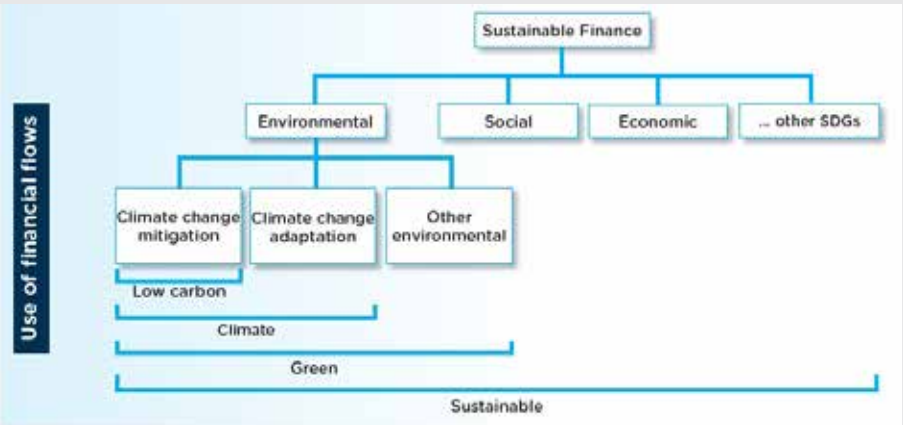 Sustainable Finance
Use of financial flows
Environmental
Social
Economic
... other SDGs
Climate change
mitigation
Climate change
adaptation
Other
environmental
Low carbon
Climate
Green
Sustainable